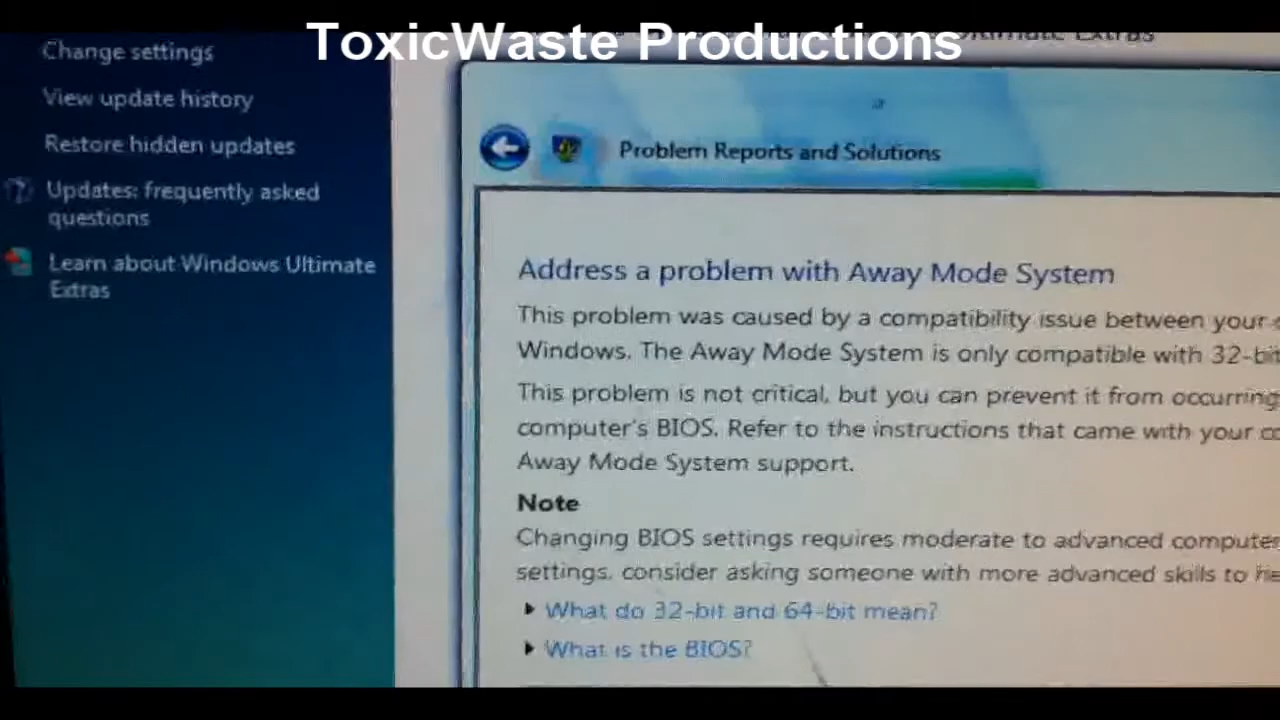 ToxicWaste Productions
Change settings
View update history
Restore hidden updates
Updates: frequently asked
questions
Learn about Windows Ultimate
Extras
Extras
Problem Reports and Solutions
Address a problem with Away Mode System
This problem was caused by a compatibility issue between your
Windows. The Away Mode System is only compatible with 32-bit
This problem is not critical, but you can prevent it from occurring
computer's BIOS. Refer to the instructions that came with your
Away Mode System support.
Note
Changing BIOS settings requires moderate to advanced computer
settings, consider asking someone with more advanced skills to
What do 32-bit and 64-bit mean?
What is the BIOS?